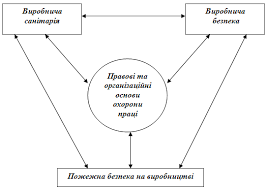 Виробнича
санітарія
Виробнича
безпека
Правові та
організаційні
основи
охорони
праці
Пожежна безпека на виробництві